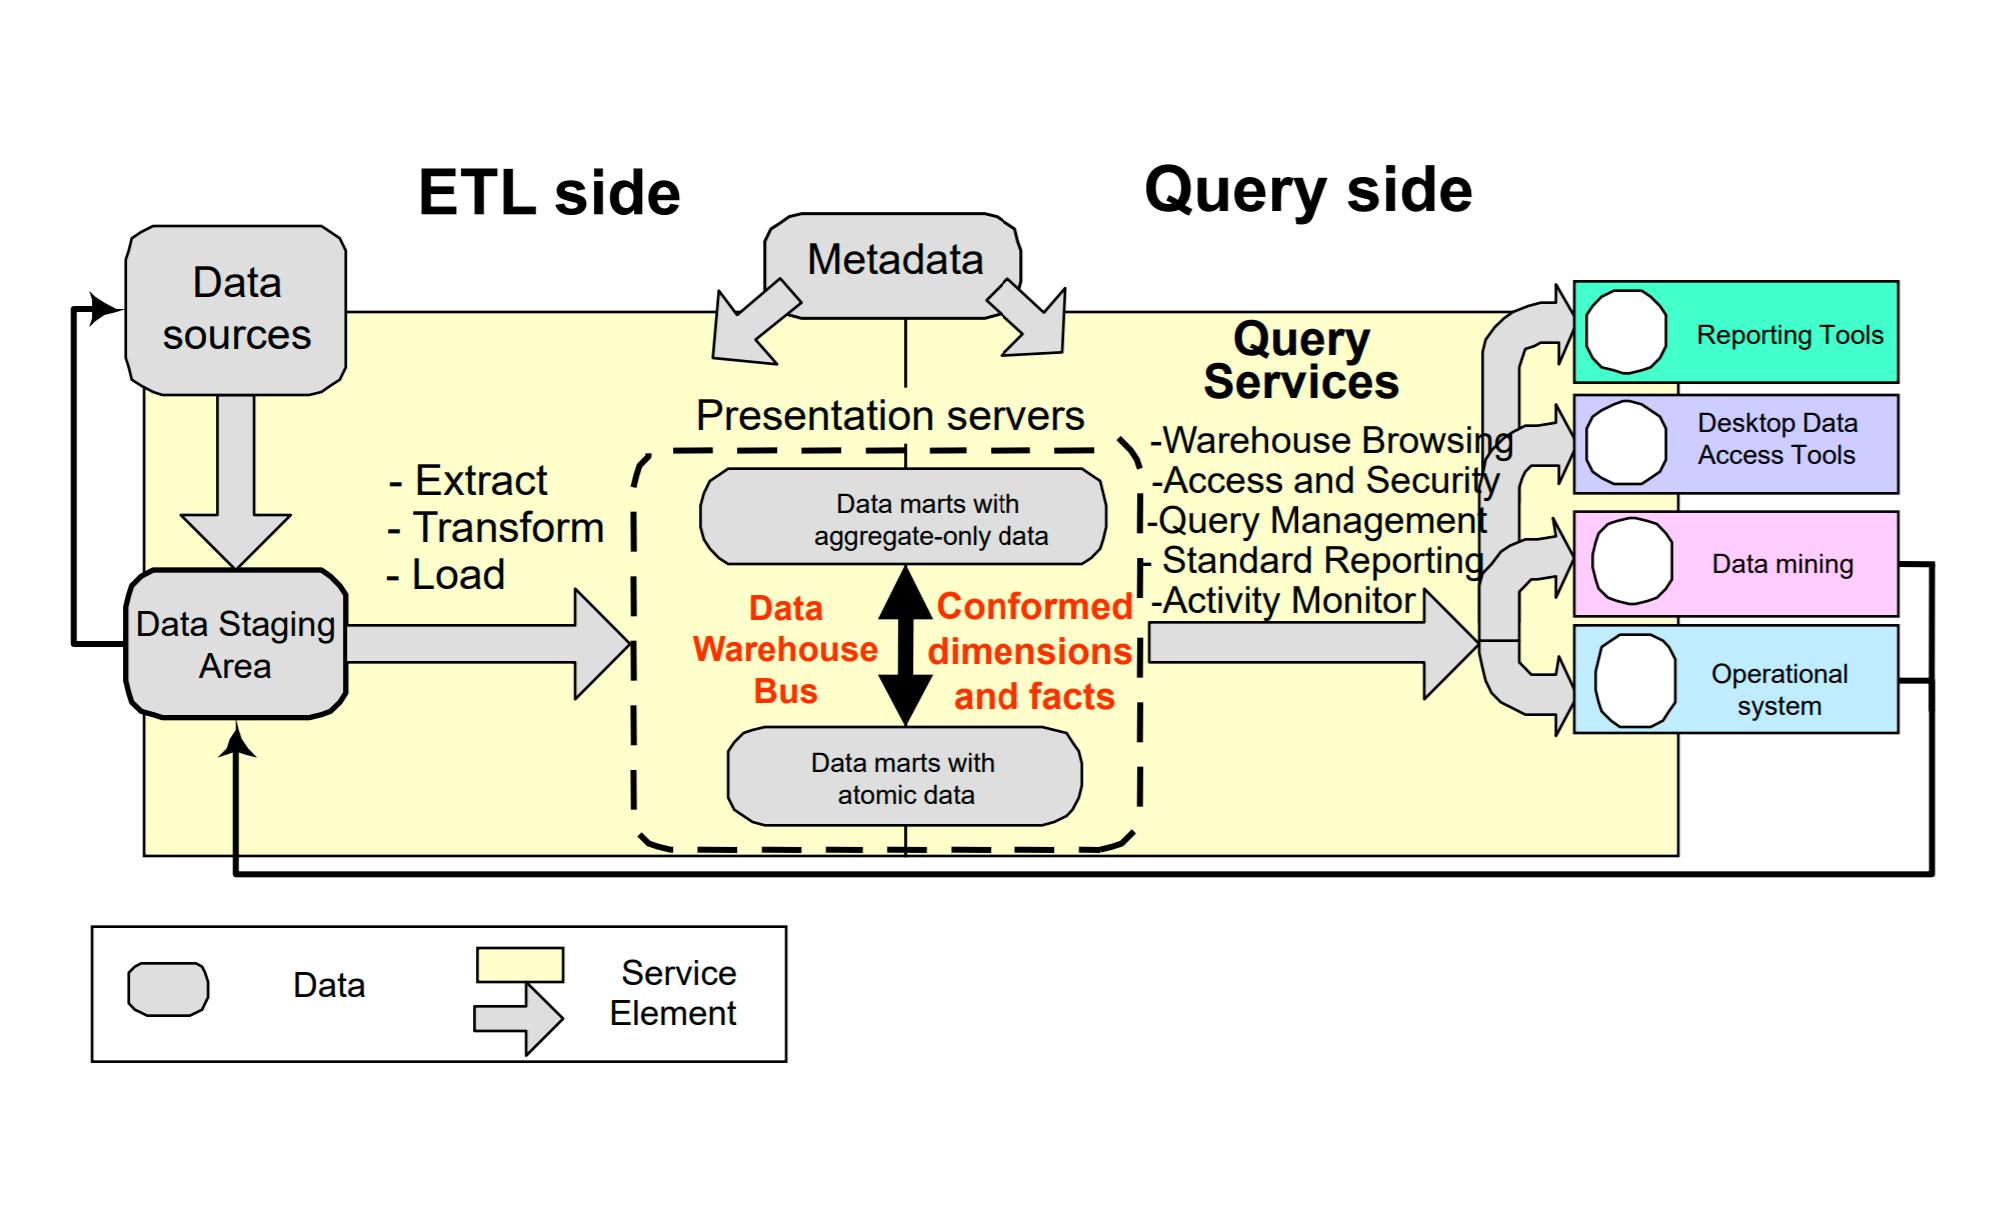 ETL side
Query side
Metadata
Data
sources
Query
Services
Reporting Tools
Presentation servers
Desktop Data
Access Tools
- Extract
- Transform
- Load
-Warehouse Browsing
-Access and Security
-Query Management
- Standard Reporting
-Activity Monitor
Data marts with
aggregate-only data
Data mining
Data Staging
Area
Data
Warehouse
Bus
Conformed
dimensions
and facts
Operational
system
Data marts with
atomic data
Data
Service
Element